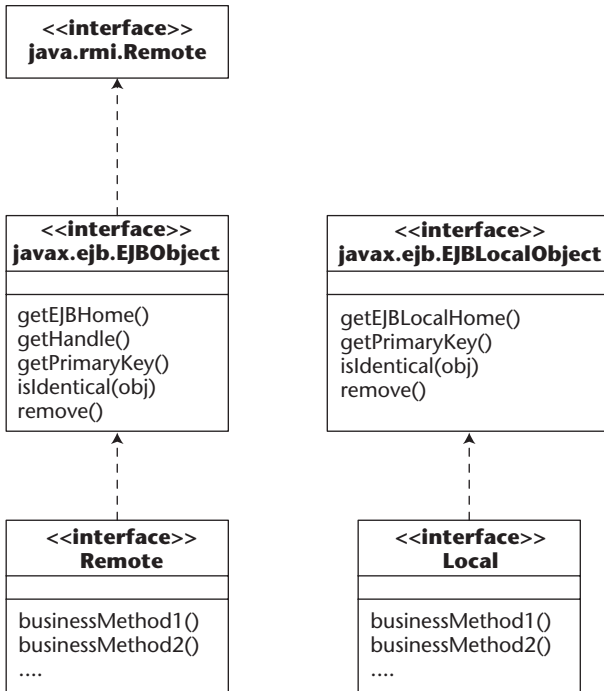 <<interface>>
java.rmi.Remote
<<interface>>
javax.ejb.EJBObject
getEJBHome()
getHandle()
getPrimaryKey()
isIdentical(obj)
remove()
<<interface>>
javax.ejb.EJBLocalObject
getEJBLocalHome()
getPrimaryKey()
isIdentical(obj)
remove()
<<interface>>
Remote
businessMethod1()
businessMethod2()
....
<<interface>>
Local
businessMethod1()
businessMethod2()
....